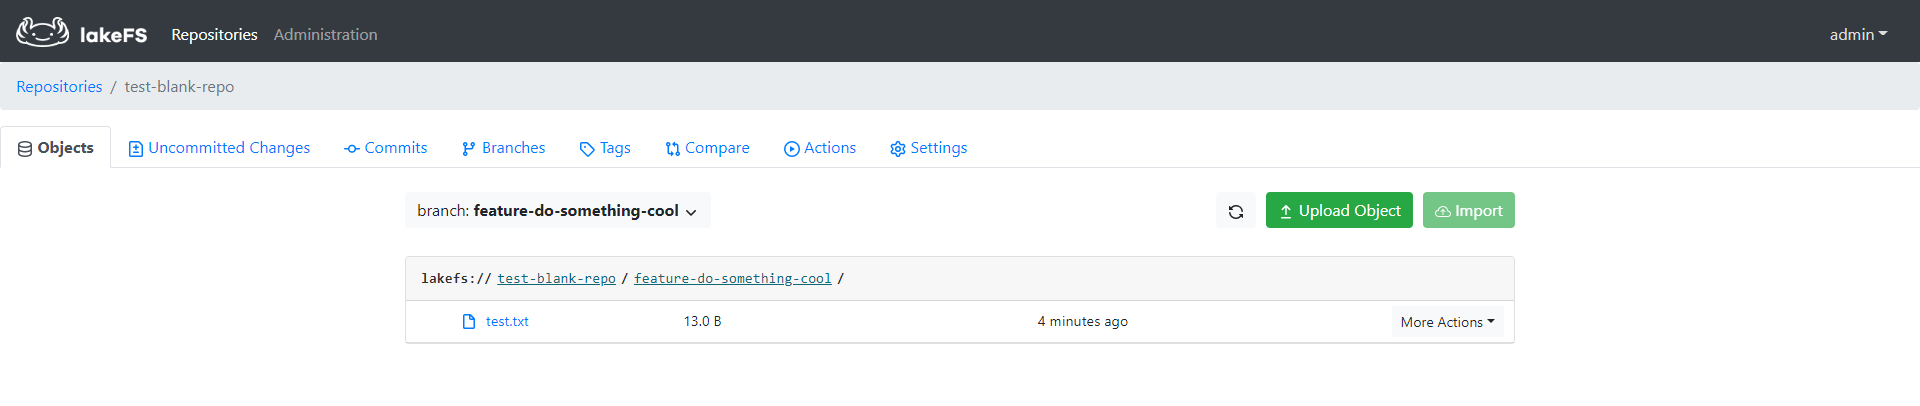 lakeFS Repositories Administration admin
Repositories / test-blank-repo
Objects Uncommitted Changes Commits Branches Tags Compare Actions Settings
branch: feature-do-something-cool Upload Object Import
lakefs:// test-blank-repo / feature-do-something-cool /
test.txt 13.0 B 4 minutes ago More Actions